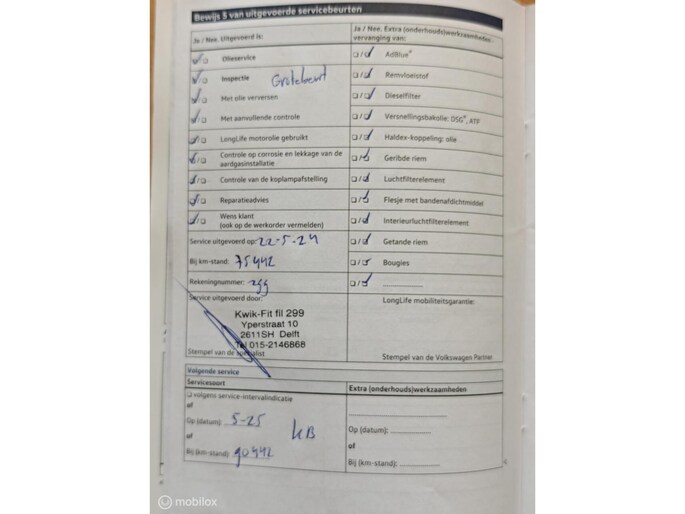 Bewijs 3 van uitgevoerde servicebeurten
Ja / Nee. Uitgevoerd is:
Olieservice
Inspectie Grotebeurt
Met olie verversen
Met aanvullende controle
LongLife motorolie gebruikt
Controle op corrosie en lekkage van de
aardgasinstallatie
Controle van de koplampafstelling
Reparatieadvies
Wens klant
(ook op de werkorder vermelden)
Service uitgevoerd op: 22-5-24
Bij km-stand: 75442
Rekeningnummer: 299
Service uitgevoerd door:
Kwik-Fit fil 299
Yperstraat 10
2611SH Delft
Tel 015-2146868
Stempel van de specialist
Ja / Nee. Extra (onderhouds)werkzaamheden -
vervanging van:
AdBlue®
Remvloeistof
Dieselfilter
Versnellingsbakolie: DSG®, ATF
Haldex-koppeling: olie
Geribde riem
Luchtfilterelement
Flesje met bandenafdichtmiddel
Interieurluchtfilterelement
Getande riem
Bougies
LongLife mobiliteitsgarantie:
Stempel van de Volkswagen Partner
Volgende service
Servicesoort
volgens service-intervalindicatie
of
Op (datum): 5-25
of KB
Bij (km-stand): 90442
Extra (onderhouds)werkzaamheden
Op (datum):
of
Bij (km-stand):
mobilox